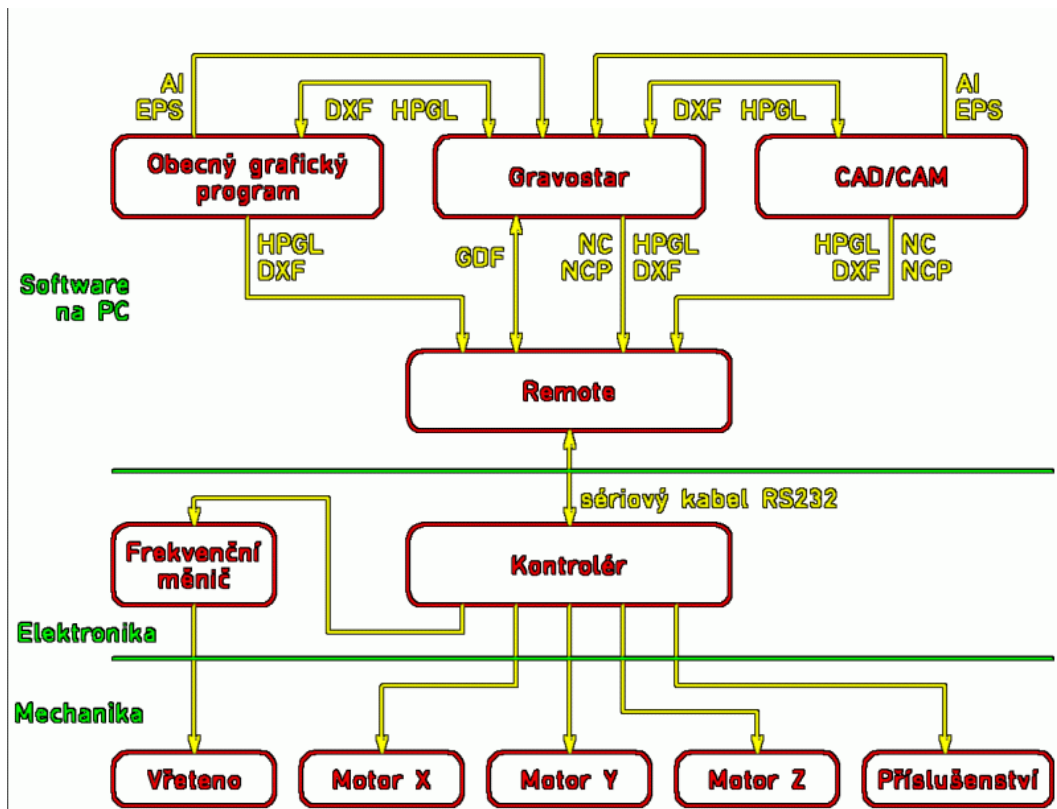 AI
EPS
DXF HPGL
DXF HPGL
AI
EPS
Obecný grafický
program
Gravostar
CAD/CAM
HPGL
DXF
GDF
NC
NCP
HPGL
DXF
HPGL
DXF
NC
NCP
Software
na PC
Remote
sériový kabel RS232
Frekvenční
měnič
Kontrolér
Elektronika
Mechanika
Vřeteno
Motor X
Motor Y
Motor Z
Příslušenství